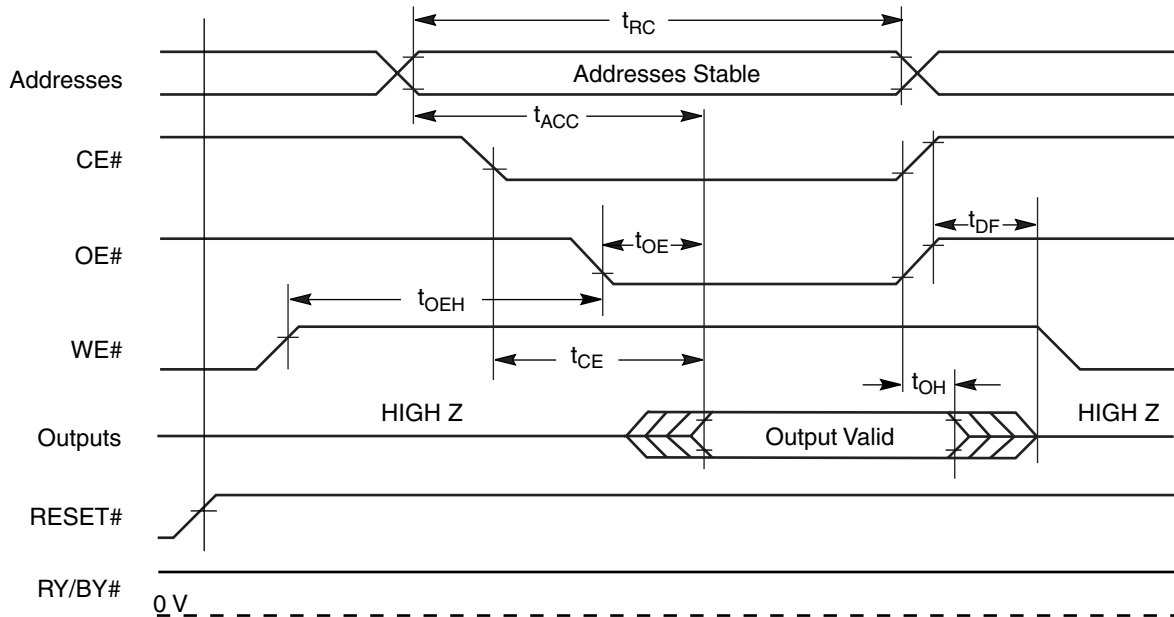 tRC
Addresses
Addresses Stable
tACC
CE#
tDF
OE#
tOE
tOEH
WE#
tCE
tOH
HIGH Z
HIGH Z
Outputs
Output Valid
RESET#
RY/BY#
0 V